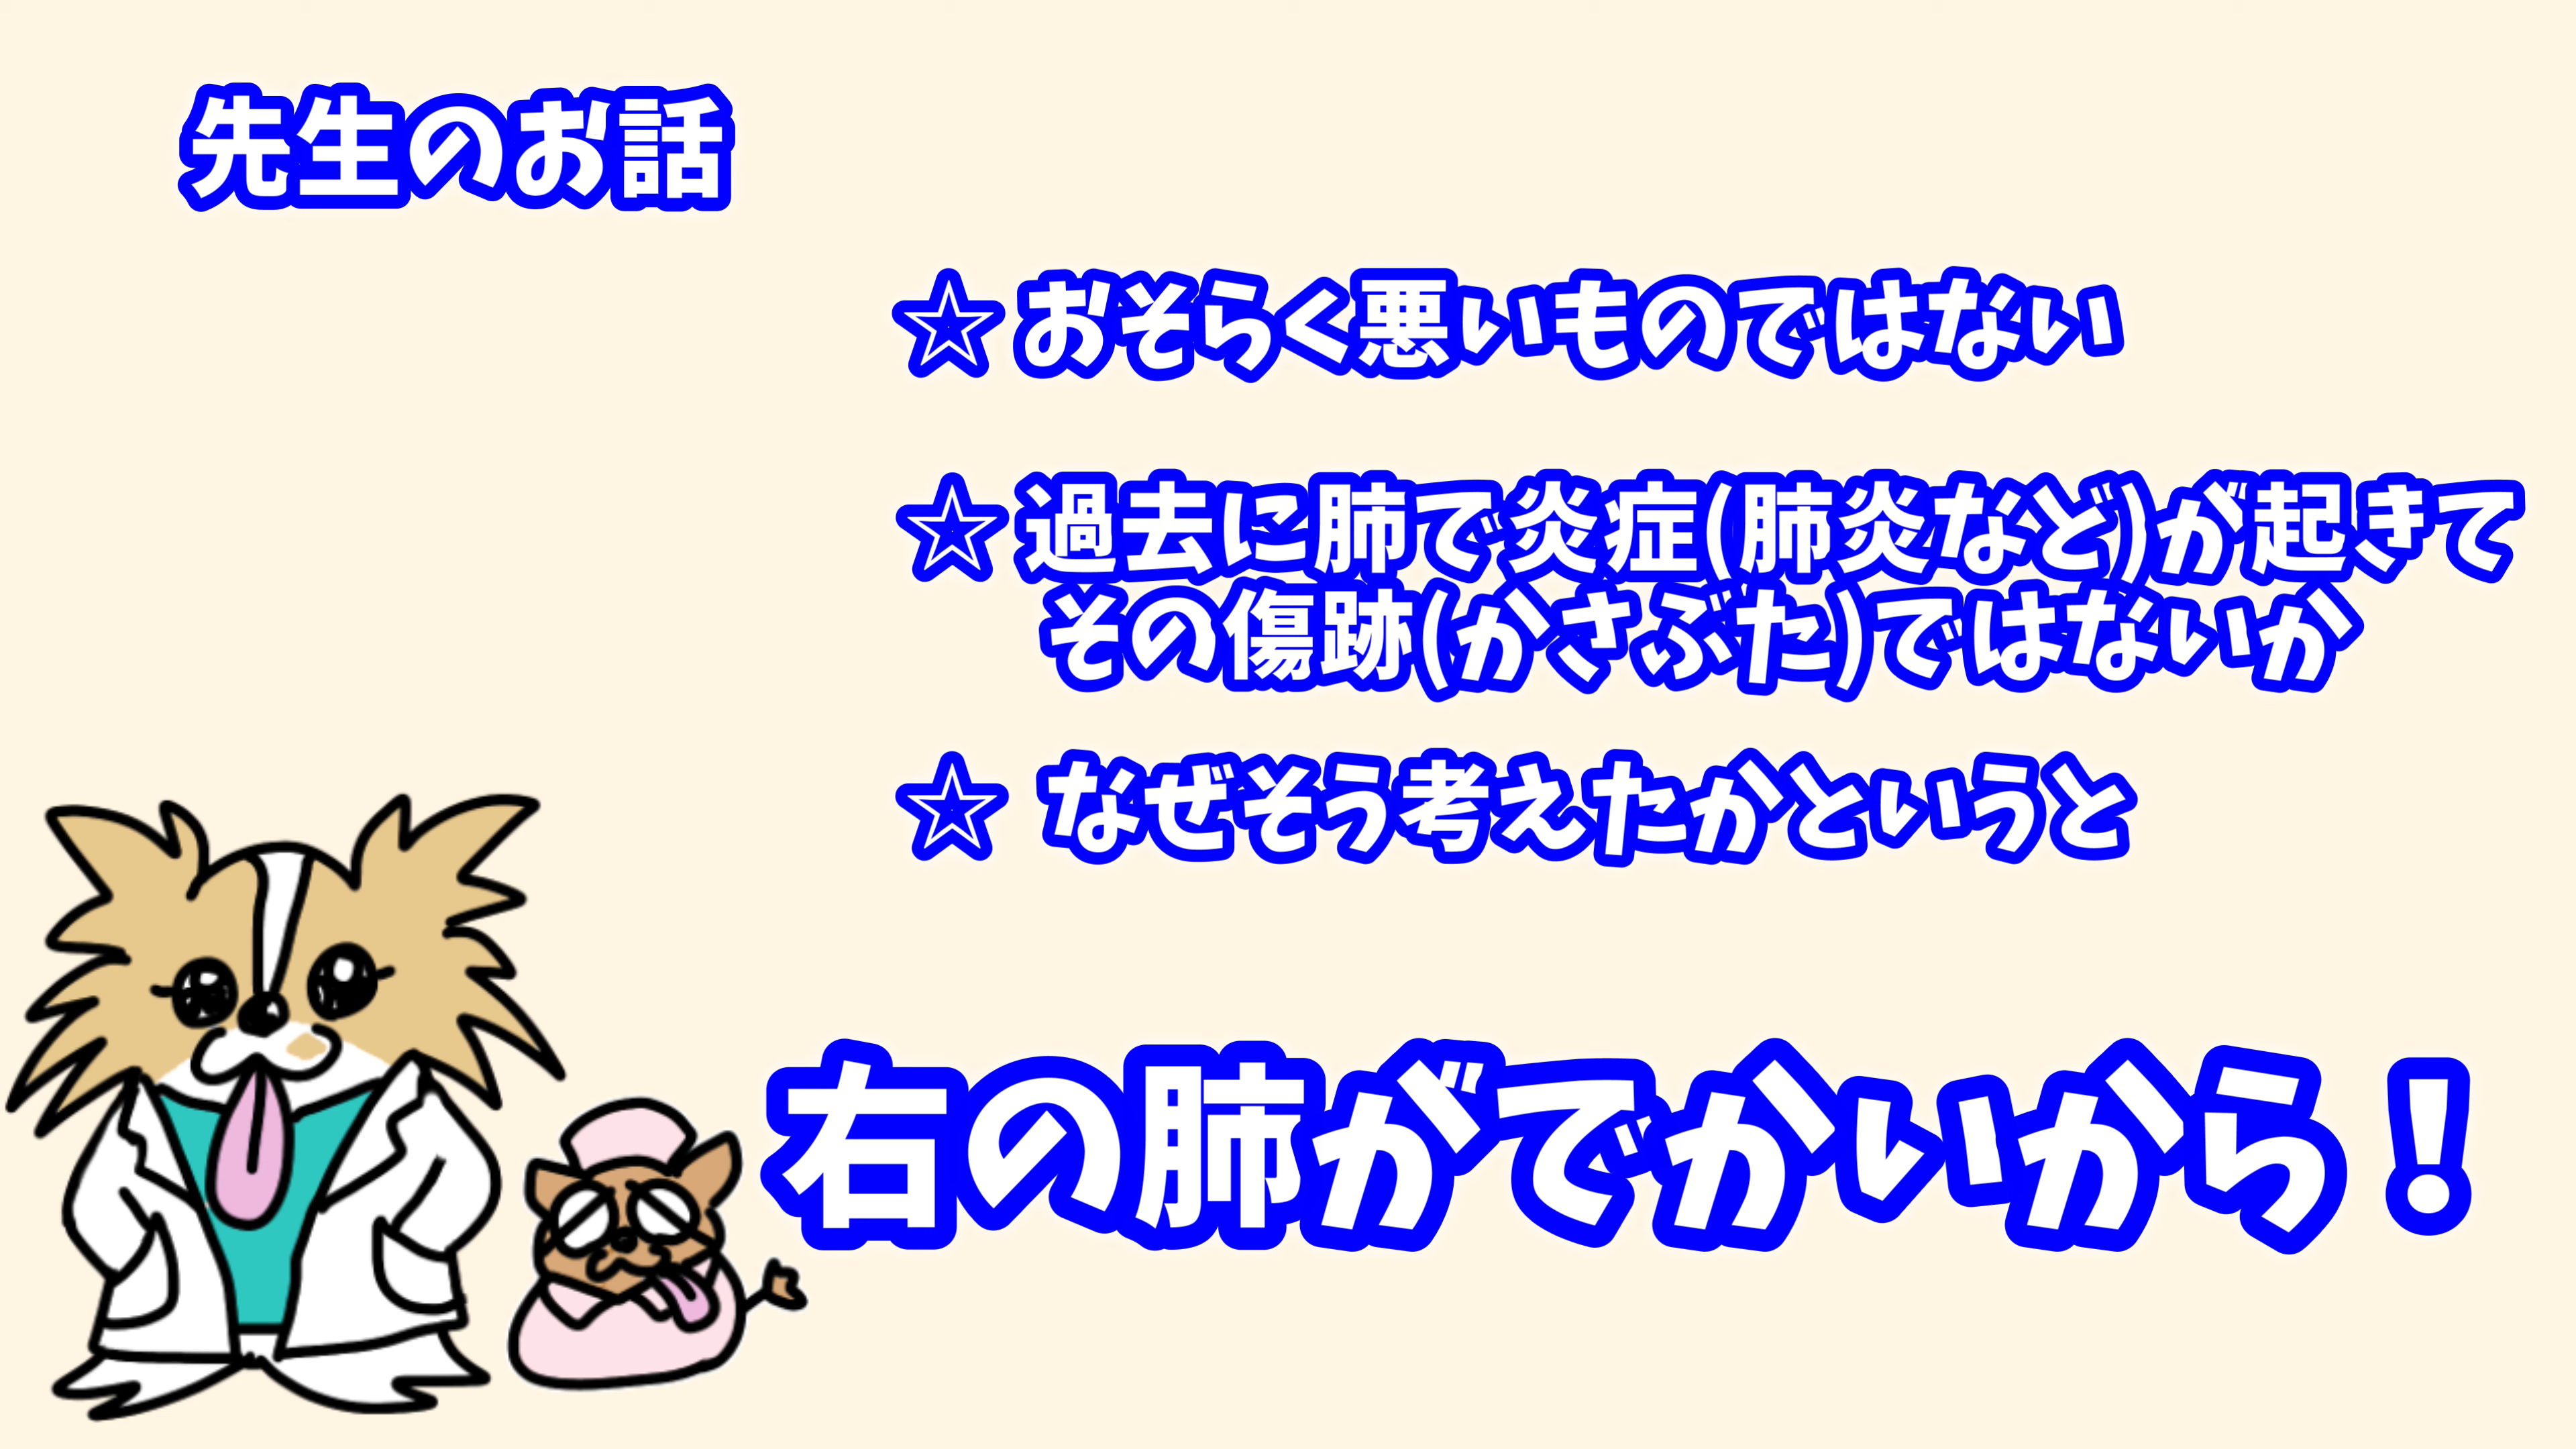 先生のお話
☆おそらく悪いものではない
☆過去に肺で炎症(肺炎など)が起きて
その傷跡(かさぶた)ではないか
☆ なぜそう考えたかというと
右の肺がでかいから！